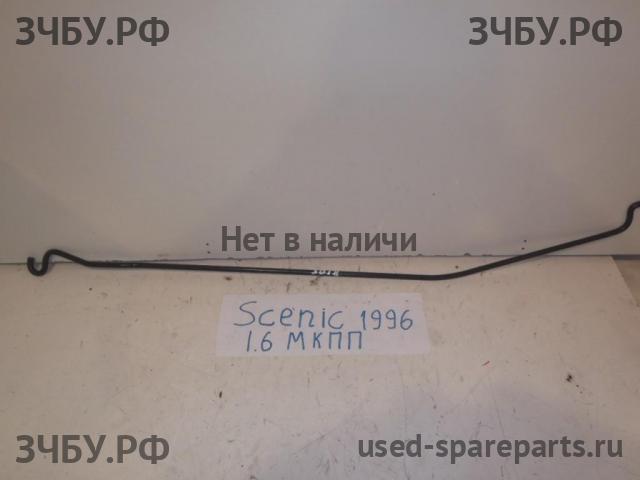 ЗЧБУ.РФ
ЗЧБУ.РФ
Нет в наличи
Scenic 1996
1.6 МКПП
ЗЧБУ.РФ
used-spareparts.ru